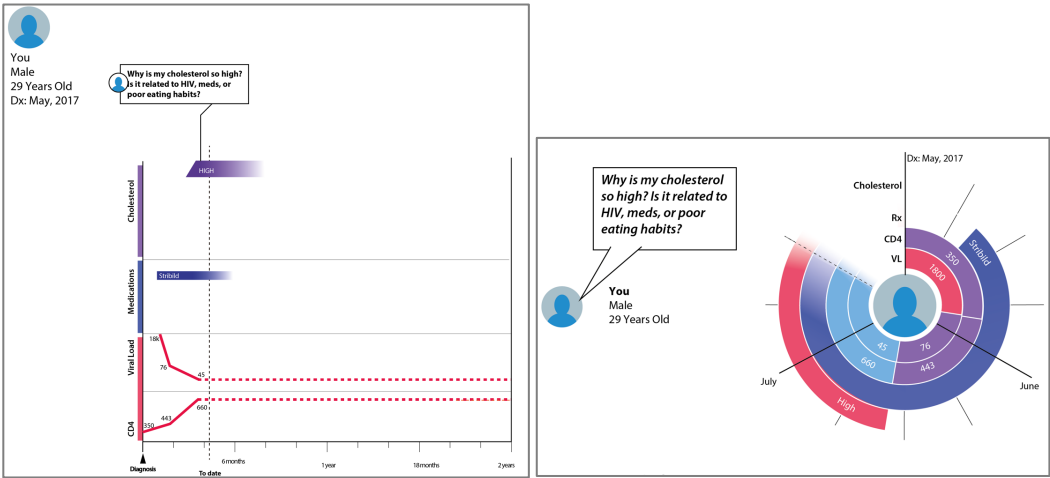 You
Male
29 Years Old
Dx: May, 2017
Why is my cholesterol so high?
Is it related to HIV, meds, or
poor eating habits?
Cholesterol
HIGH
Medications
Stribild
Viral Load
18k
76
45
CD4
350
443
660
Diagnosis
To date
6 months
1 year
18 months
2 years
Why is my cholesterol
so high? Is it related to
HIV, meds, or poor
eating habits?
You
Male
29 Years Old
Dx: May, 2017
Cholesterol
Rx
CD4
VL
350
Stribild
1800
45
76
660
443
July
June
High